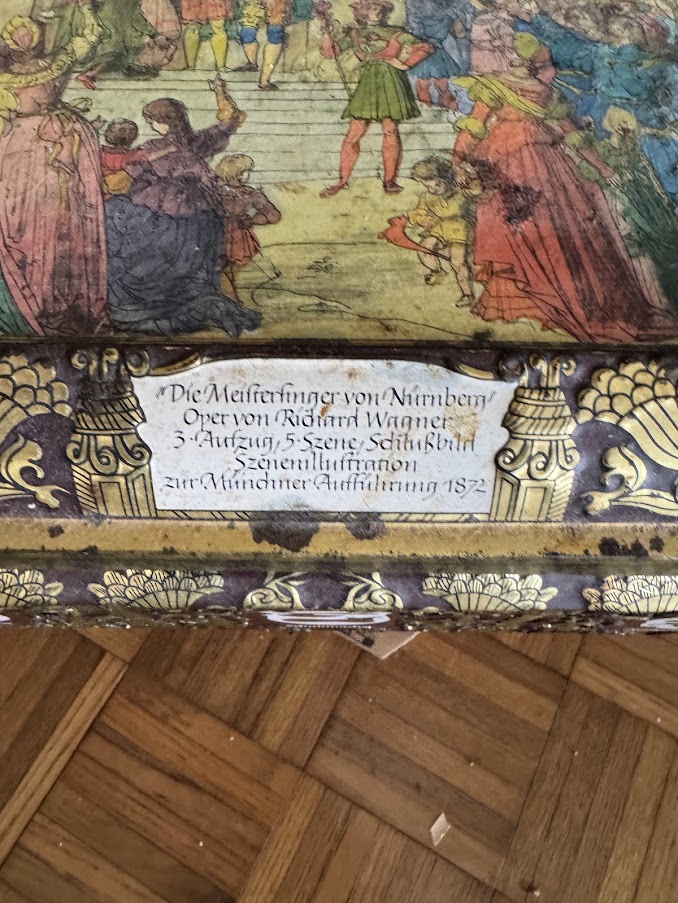 "Die Meistersinger von Nürnberg"
Oper von Richard Wagner
3. Aufzug, 5. Szene, Schlußbild
Szenenillustration
zur Münchner Aufführung 1872